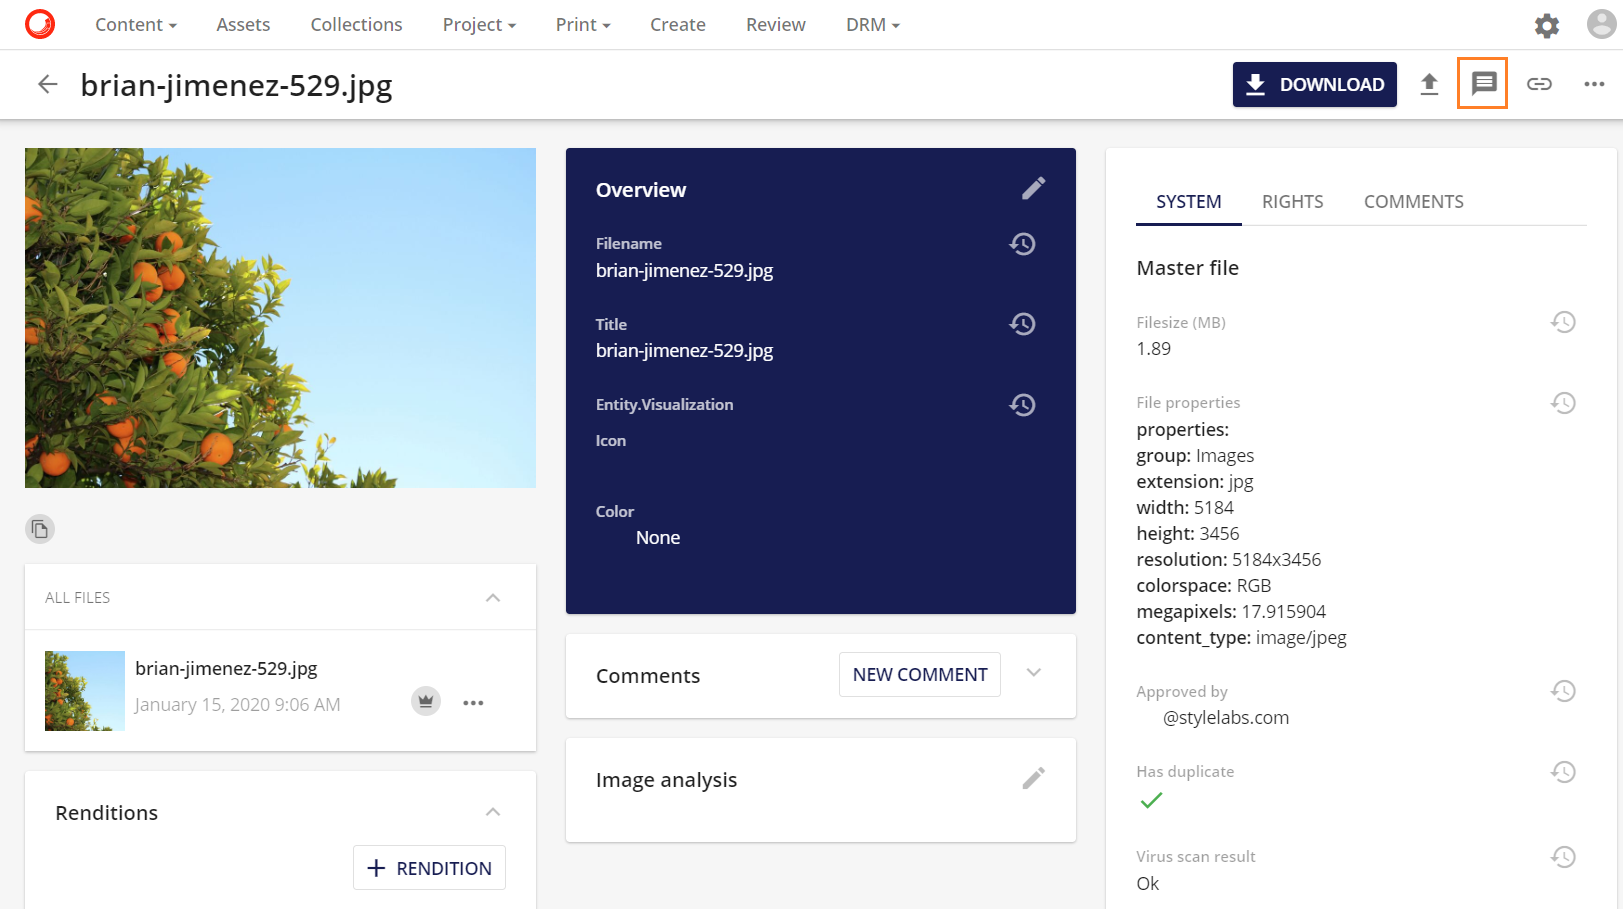 Content Assets Collections Project Print Create Review DRM
brian-jimenez-529.jpg
DOWNLOAD
ALL FILES
brian-jimenez-529.jpg
January 15, 2020 9:06 AM
Renditions
RENDITION
Overview
Filename
brian-jimenez-529.jpg
Title
brian-jimenez-529.jpg
Entity.Visualization
Icon
Color
None
Comments
NEW COMMENT
Image analysis
SYSTEM RIGHTS COMMENTS
Master file
Filesize (MB)
1.89
File properties
properties:
group: Images
extension: jpg
width: 5184
height: 3456
resolution: 5184x3456
colorspace: RGB
megapixels: 17.915904
content_type: image/jpeg
Approved by
@stylelabs.com
Has duplicate
Virus scan result
Ok